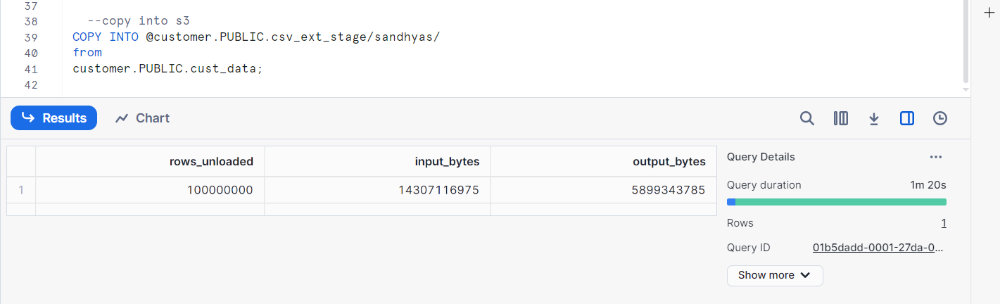 37
38 --copy into s3
39 COPY INTO @customer.PUBLIC.csv_ext_stage/sandhyas/
40 from
41 customer.PUBLIC.cust_data;
42
Results Chart
rows_unloaded input_bytes output_bytes
1 100000000 14307116975 5899343785
Query Details ...
Query duration 1m 20s
Rows 1
Query ID 01b5dadd-0001-27da-0...
Show more